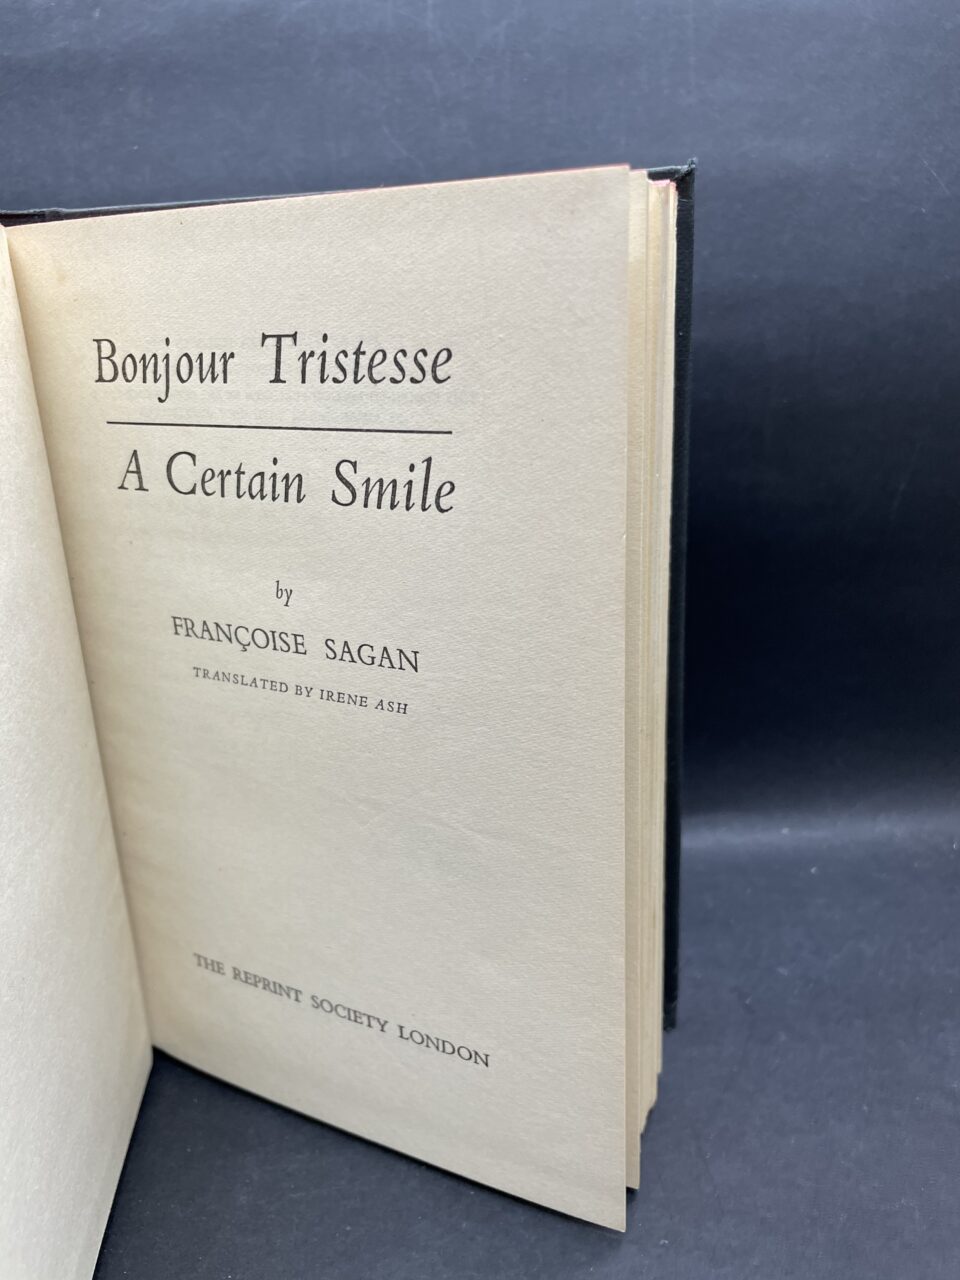 Bonjour Tristesse
A Certain Smile
by
FRANÇOISE SAGAN
TRANSLATED BY IRENE ASH
THE REPRINT SOCIETY LONDON